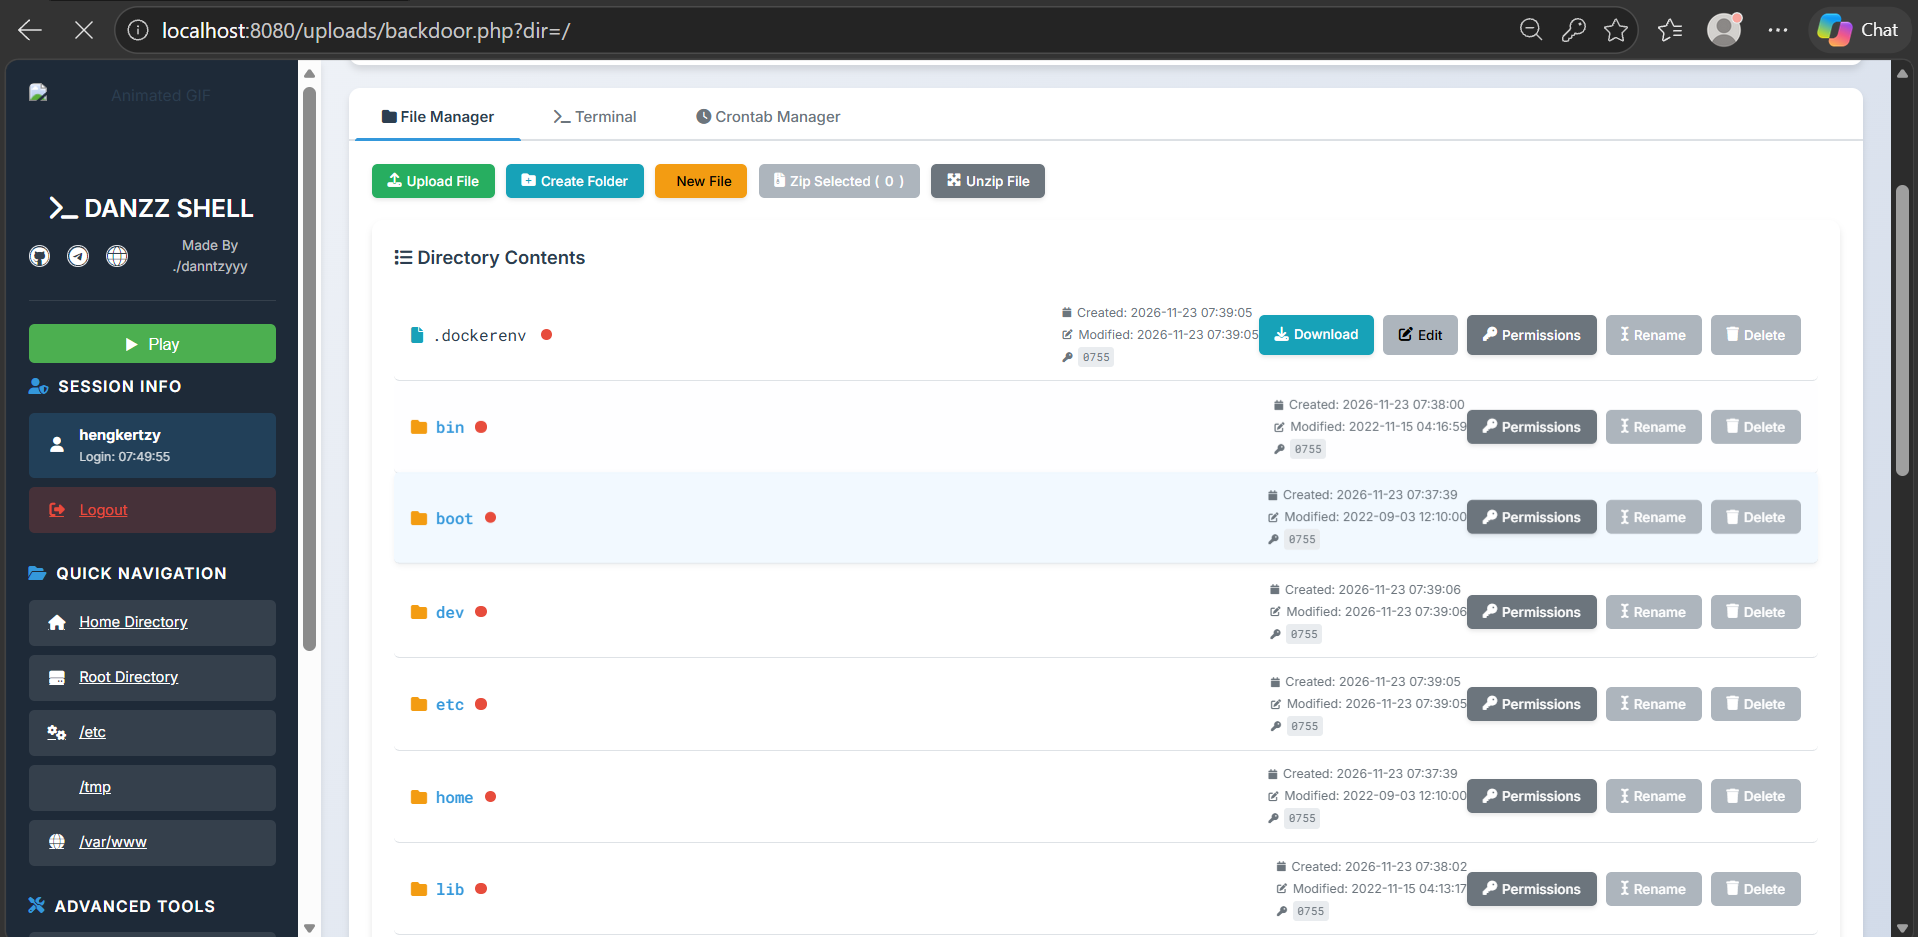 localhost:8080/uploads/backdoor.php?dir=/
Chat
Animated GIF
DANZZ SHELL
Made By
./danntzyyy
Play
SESSION INFO
hengkertzy
Login: 07:49:55
Logout
QUICK NAVIGATION
Home Directory
Root Directory
/etc
/tmp
/var/www
ADVANCED TOOLS
File Manager
Terminal
Crontab Manager
Upload File
Create Folder
New File
Zip Selected ( 0 )
Unzip File
Directory Contents
.dockerenv
Created: 2026-11-23 07:39:05
Modified: 2026-11-23 07:39:05
0755
Download
Edit
Permissions
Rename
Delete
bin
Created: 2026-11-23 07:38:00
Modified: 2022-11-15 04:16:59
0755
Permissions
Rename
Delete
boot
Created: 2026-11-23 07:37:39
Modified: 2022-09-03 12:10:00
0755
Permissions
Rename
Delete
dev
Created: 2026-11-23 07:39:06
Modified: 2026-11-23 07:39:06
0755
Permissions
Rename
Delete
etc
Created: 2026-11-23 07:39:05
Modified: 2026-11-23 07:39:05
0755
Permissions
Rename
Delete
home
Created: 2026-11-23 07:37:39
Modified: 2022-09-03 12:10:00
0755
Permissions
Rename
Delete
lib
Created: 2026-11-23 07:38:02
Modified: 2022-11-15 04:13:17
0755
Permissions
Rename
Delete